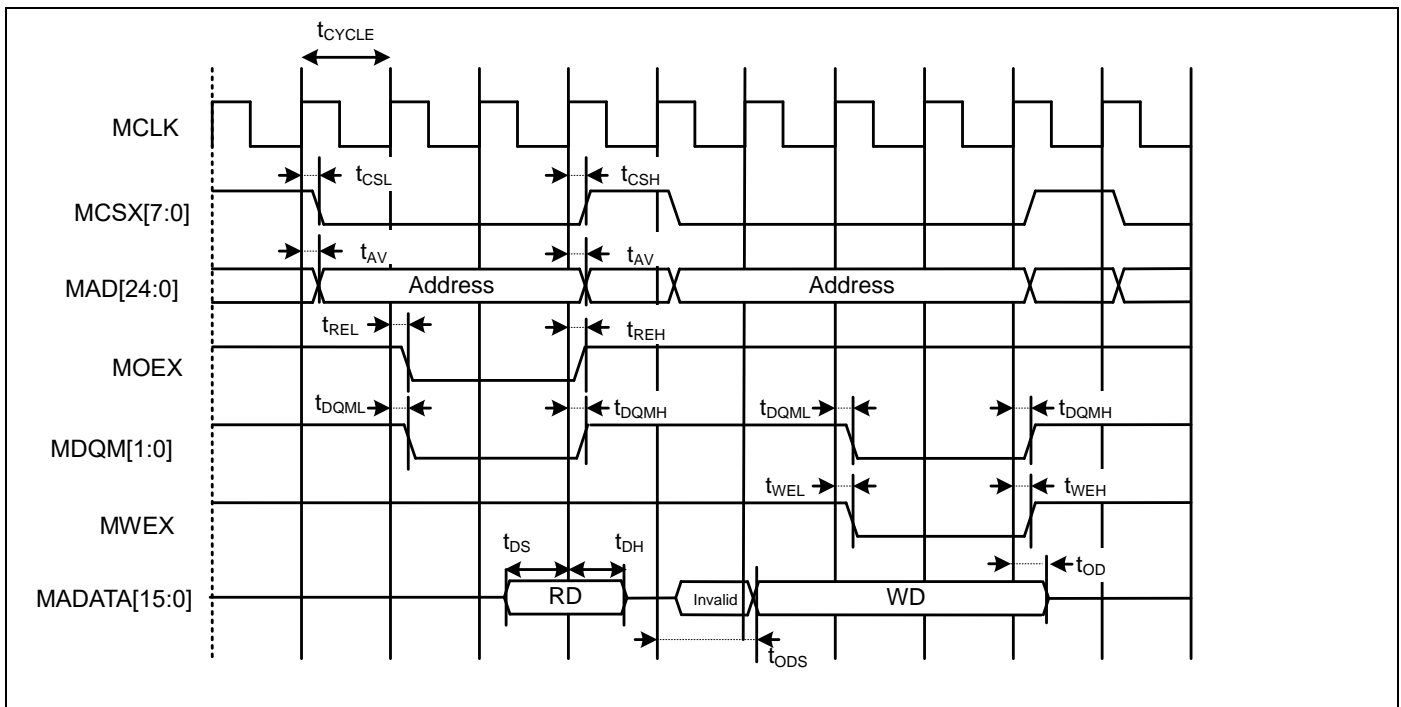 tCYCLE
MCLK
tCSL tCSH
MCSX[7:0]
tAV tAV
MAD[24:0] Address Address
tREL tREH
MOEX
tDQML tDQMH tDQML tDQMH
MDQM[1:0]
tWEL tWEH
MWEX
tDS tDH tOD
MADATA[15:0] RD Invalid WD
tODS